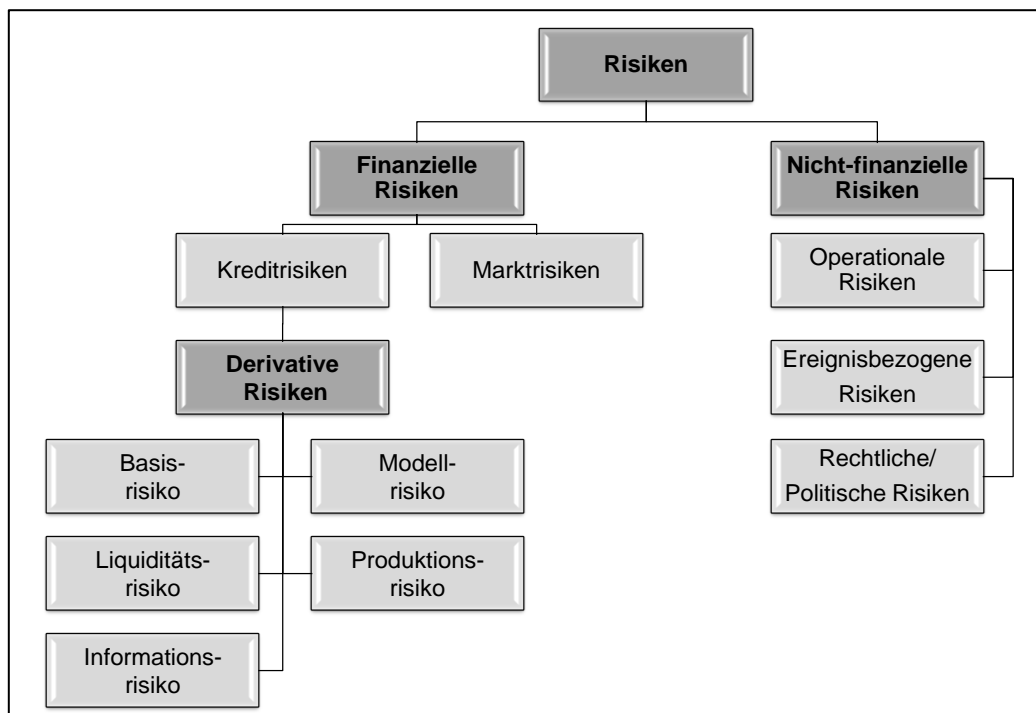 Risiken
Finanzielle
Risiken
Nicht-finanzielle
Risiken
Kreditrisiken
Marktrisiken
Operationale
Risiken
Derivative
Risiken
Ereignisbezogene
Risiken
Basis-
risiko
Modell-
risiko
Rechtliche/
Politische Risiken
Liquiditäts-
risiko
Produktions-
risiko
Informations-
risiko